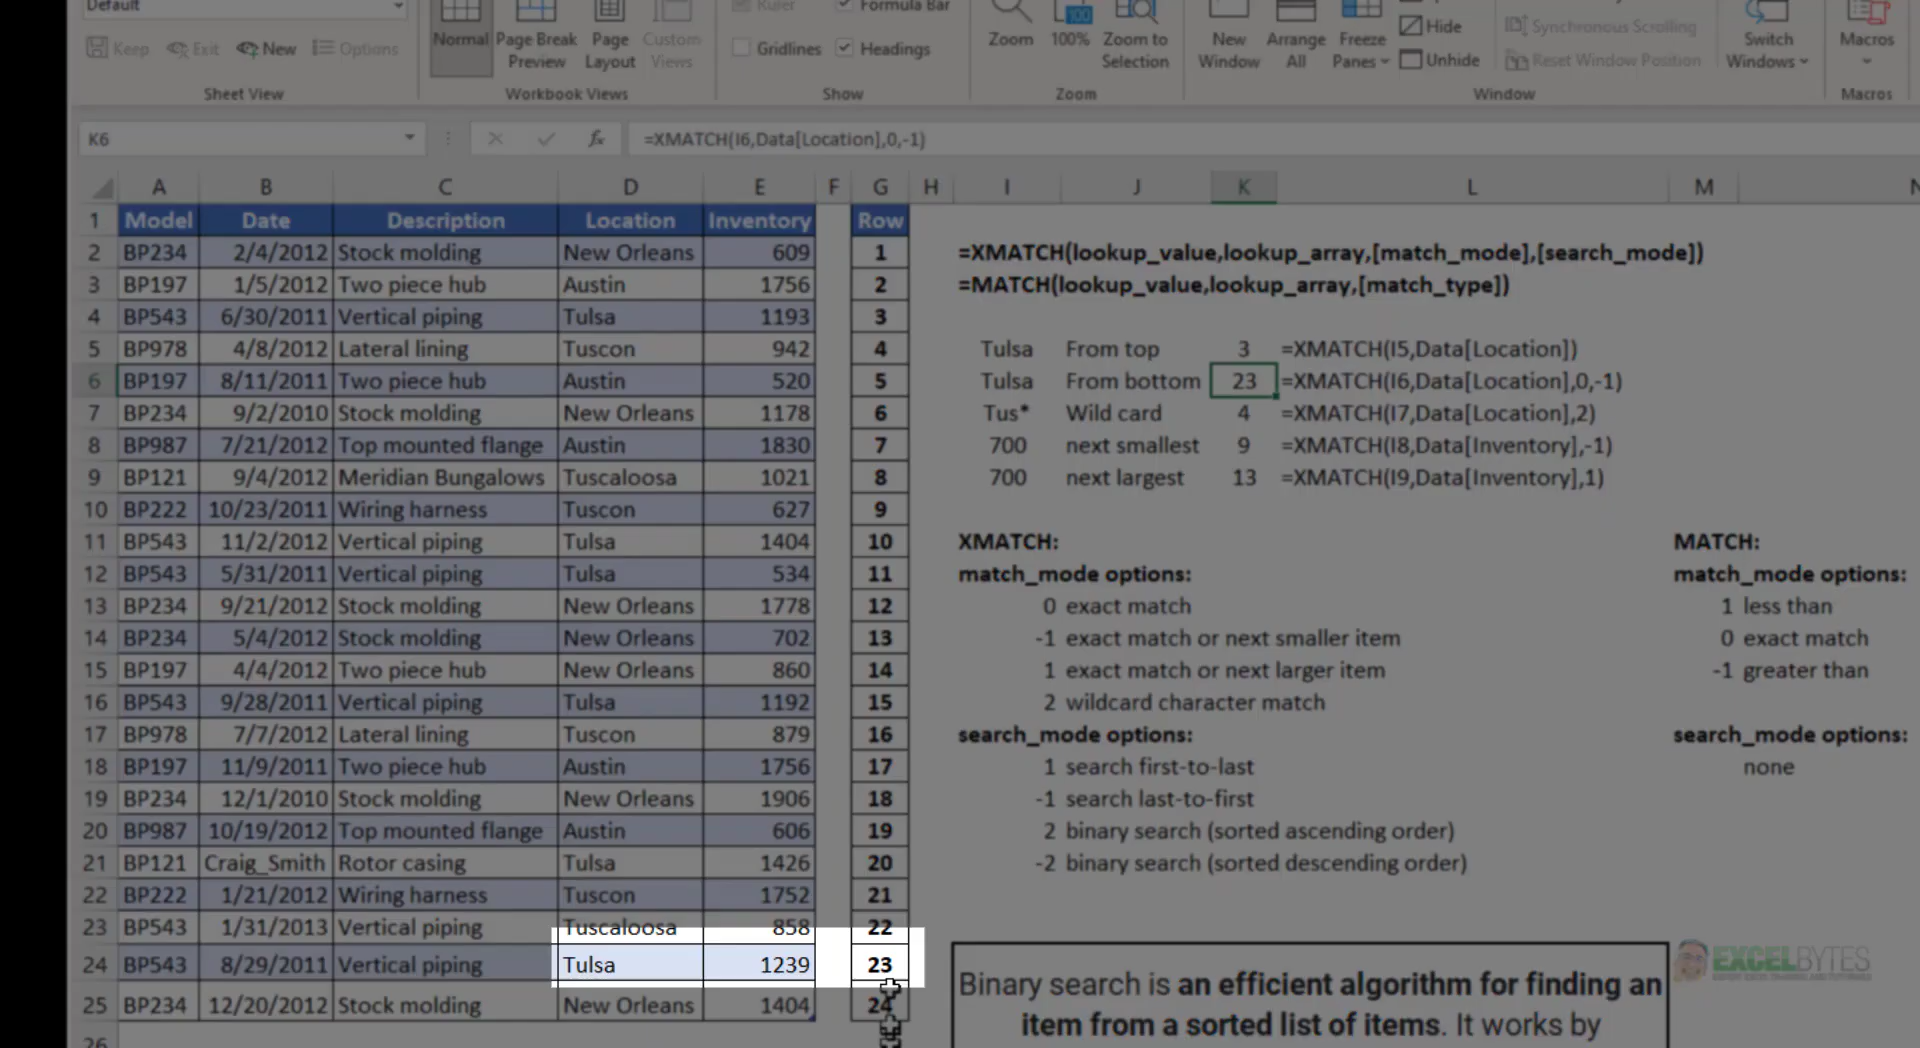 Default
Keep Exit New Options
Sheet View
Normal Page Break Preview Page Layout Custom Views
Workbook Views
Ruler Formula Bar
Gridlines Headings
Show
Zoom 100% Zoom to Selection
Zoom
New Window Arrange All Freeze Panes
Hide
Unhide
Synchronous Scrolling
Reset Window Position
Window
Switch Windows
Macros
Macros
K6 fx =XMATCH(I6,Data[Location],0,-1)
A B C D E F G H I J K L M N
1 Model Date Description Location Inventory Row
2 BP234 2/4/2012 Stock molding New Orleans 609 1 =XMATCH(lookup_value,lookup_array,[match_mode],[search_mode])
3 BP197 1/5/2012 Two piece hub Austin 1756 2 =MATCH(lookup_value,lookup_array,[match_type])
4 BP543 6/30/2011 Vertical piping Tulsa 1193 3
5 BP978 4/8/2012 Lateral lining Tuscon 942 4 Tulsa From top 3 =XMATCH(I5,Data[Location])
6 BP197 8/11/2011 Two piece hub Austin 520 5 Tulsa From bottom 23 =XMATCH(I6,Data[Location],0,-1)
7 BP234 9/2/2010 Stock molding New Orleans 1178 6 Tus* Wild card 4 =XMATCH(I7,Data[Location],2)
8 BP987 7/21/2012 Top mounted flange Austin 1830 7 700 next smallest 9 =XMATCH(I8,Data[Inventory],-1)
9 BP121 9/4/2012 Meridian Bungalows Tuscaloosa 1021 8 700 next largest 13 =XMATCH(I9,Data[Inventory],1)
10 BP222 10/23/2011 Wiring harness Tuscon 627 9
11 BP543 11/2/2012 Vertical piping Tulsa 1404 10 XMATCH: MATCH:
12 BP543 5/31/2011 Vertical piping Tulsa 534 11 match_mode options: match_mode options:
13 BP234 9/21/2012 Stock molding New Orleans 1778 12 0 exact match 1 less than
14 BP234 5/4/2012 Stock molding New Orleans 702 13 -1 exact match or next smaller item 0 exact match
15 BP197 4/4/2012 Two piece hub New Orleans 860 14 1 exact match or next larger item -1 greater than
16 BP543 9/28/2011 Vertical piping Tulsa 1192 15 2 wildcard character match
17 BP978 7/7/2012 Lateral lining Tuscon 879 16 search_mode options: search_mode options:
18 BP197 11/9/2011 Two piece hub Austin 1756 17 1 search first-to-last none
19 BP234 12/1/2010 Stock molding New Orleans 1906 18 -1 search last-to-first
20 BP987 10/19/2012 Top mounted flange Austin 606 19 2 binary search (sorted ascending order)
21 BP121 Craig_Smith Rotor casing Tulsa 1426 20 -2 binary search (sorted descending order)
22 BP222 1/21/2012 Wiring harness Tuscon 1752 21
23 BP543 1/31/2013 Vertical piping Tuscaloosa 858 22
24 BP543 8/29/2011 Vertical piping Tulsa 1239 23
25 BP234 12/20/2012 Stock molding New Orleans 1404 24
26
Binary search is an efficient algorithm for finding an
item from a sorted list of items. It works by
EXCELBYTES